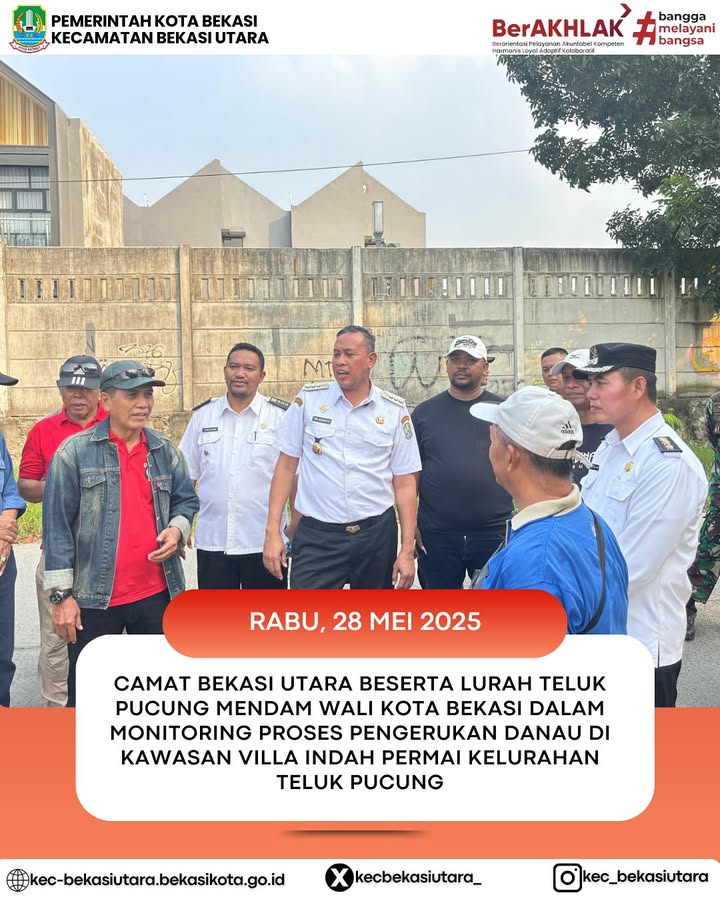 PEMERINTAH KOTA BEKASI
KECAMATAN BEKASI UTARA
BerAKHLAK
Berorientasi Pelayanan Akuntabel Kompeten
Harmonis Loyal Adaptif Kolaboratif
#bangga
melayani
bangsa
RABU, 28 MEI 2025
CAMAT BEKASI UTARA BESERTA LURAH TELUK
PUCUNG MENDAM WALI KOTA BEKASI DALAM
MONITORING PROSES PENGERUKAN DANAU DI
KAWASAN VILLA INDAH PERMAI KELURAHAN
TELUK PUCUNG
kec-bekasiutara.bekasikota.go.id
kecbekasiutara_
kec_bekasiutara